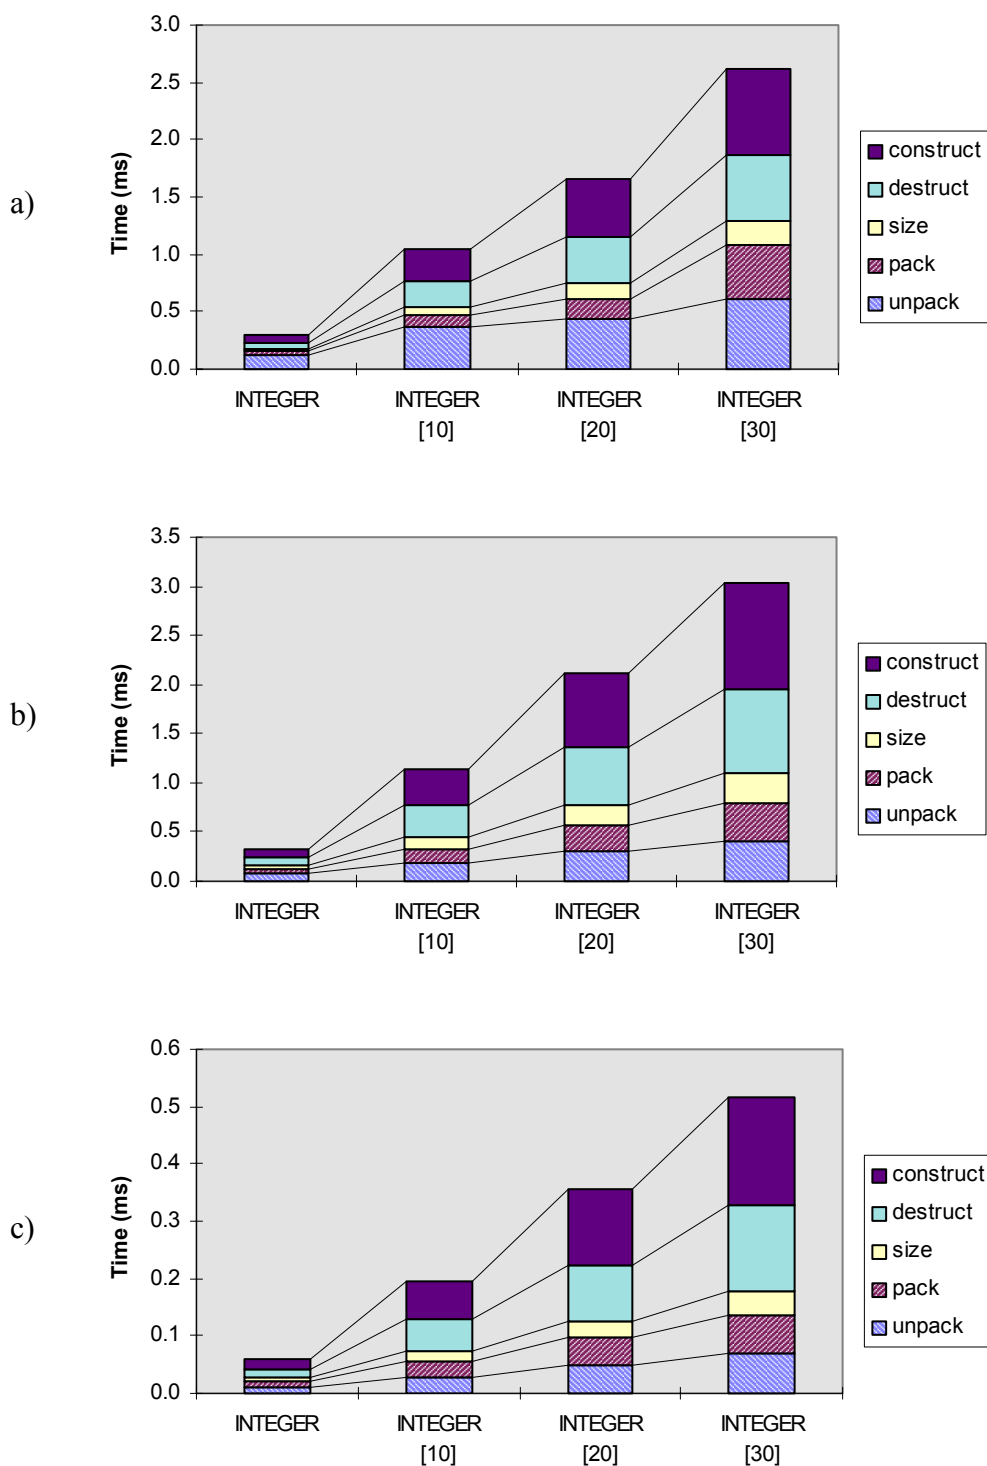 a)
Time (ms)
3.0
2.5
2.0
1.5
1.0
0.5
0.0
INTEGER
INTEGER
[10]
INTEGER
[20]
INTEGER
[30]
construct
destruct
size
pack
unpack
b)
Time (ms)
3.5
3.0
2.5
2.0
1.5
1.0
0.5
0.0
INTEGER
INTEGER
[10]
INTEGER
[20]
INTEGER
[30]
construct
destruct
size
pack
unpack
c)
Time (ms)
0.6
0.5
0.4
0.3
0.2
0.1
0.0
INTEGER
INTEGER
[10]
INTEGER
[20]
INTEGER
[30]
construct
destruct
size
pack
unpack